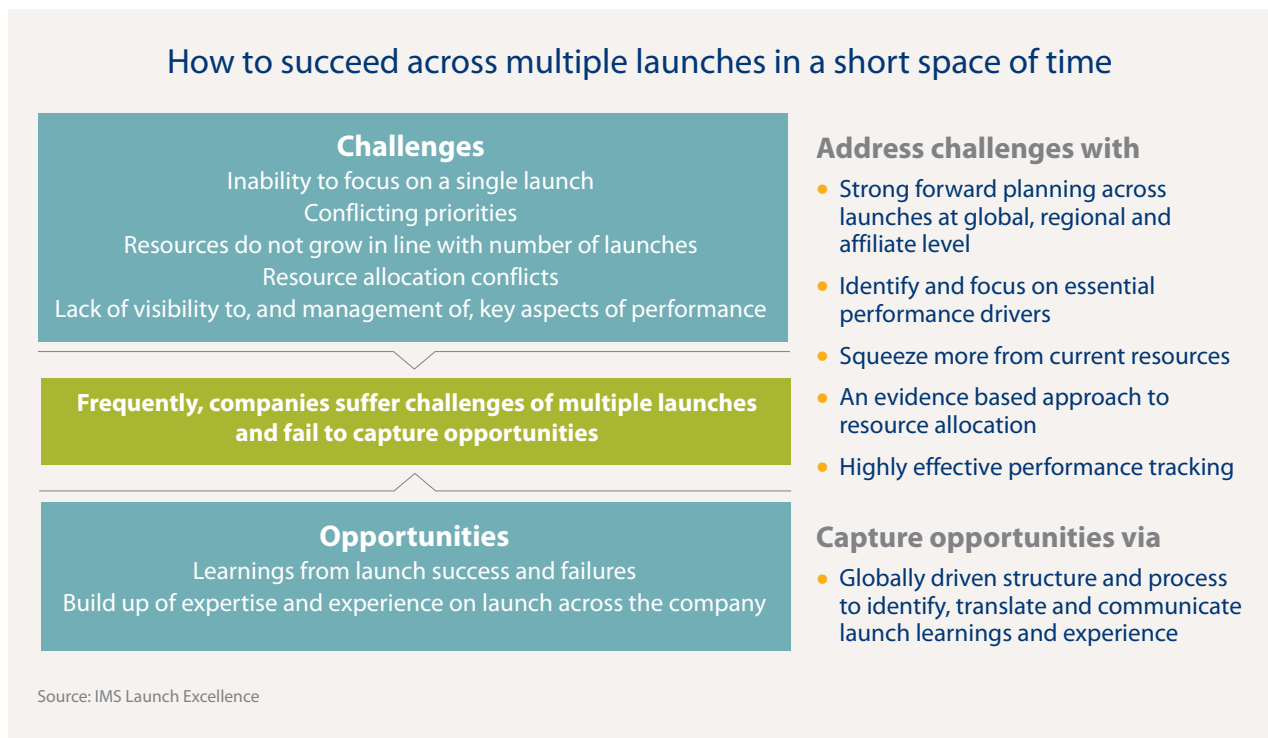 How to succeed across multiple launches in a short space of time
Challenges
Inability to focus on a single launch
Conflicting priorities
Resources do not grow in line with number of launches
Resource allocation conflicts
Lack of visibility to, and management of, key aspects of performance
Frequently, companies suffer challenges of multiple launches
and fail to capture opportunities
Opportunities
Learnings from launch success and failures
Build up of expertise and experience on launch across the company
Address challenges with
• Strong forward planning across
launches at global, regional and
affiliate level
• Identify and focus on essential
performance drivers
• Squeeze more from current resources
• An evidence based approach to
resource allocation
• Highly effective performance tracking
Capture opportunities via
• Globally driven structure and process
to identify, translate and communicate
launch learnings and experience
Source: IMS Launch Excellence